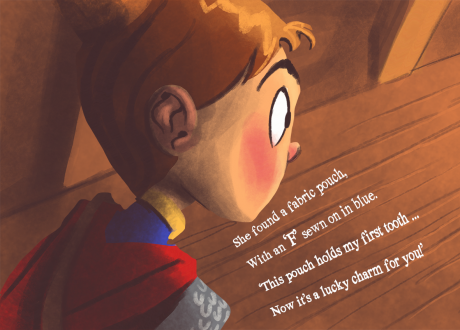 She found a fabric pouch,
With an 'F' sewn on in blue.
'This pouch holds my first tooth ...
Now it's a lucky charm for you!'